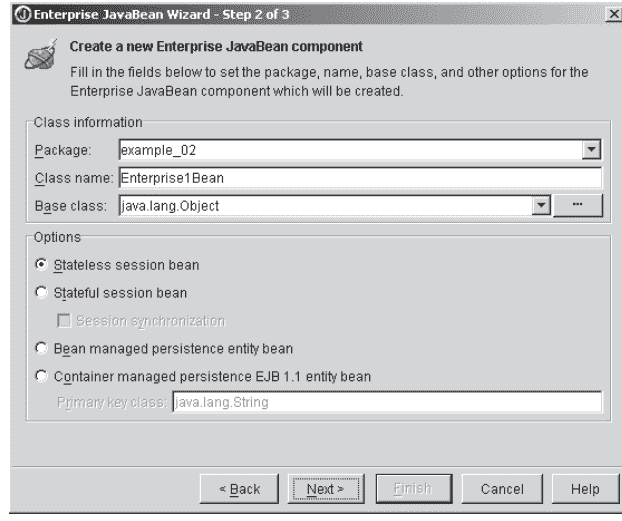 Enterprise JavaBean Wizard - Step 2 of 3
Create a new Enterprise JavaBean component
Fill in the fields below to set the package, name, base class, and other options for the
Enterprise JavaBean component which will be created.
Class information
Package: example_02
Class name: Enterprise1Bean
Base class: java.lang.Object ...
Options
Stateless session bean
Stateful session bean
Session synchronization
Bean managed persistence entity bean
Container managed persistence EJB 1.1 entity bean
Primary key class: java.lang.String
< Back Next > Finish Cancel Help